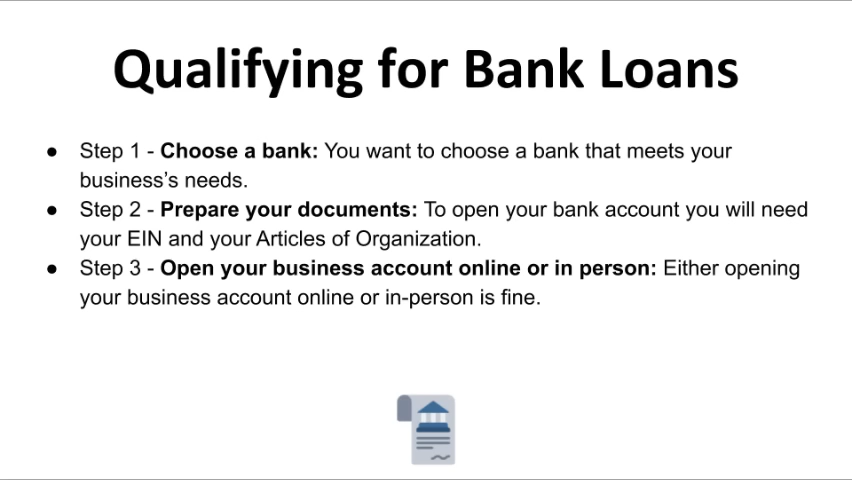 Qualifying for Bank Loans
● Step 1 - Choose a bank: You want to choose a bank that meets your
business's needs.
● Step 2 - Prepare your documents: To open your bank account you will need
your EIN and your Articles of Organization.
● Step 3 - Open your business account online or in person: Either opening
your business account online or in-person is fine.